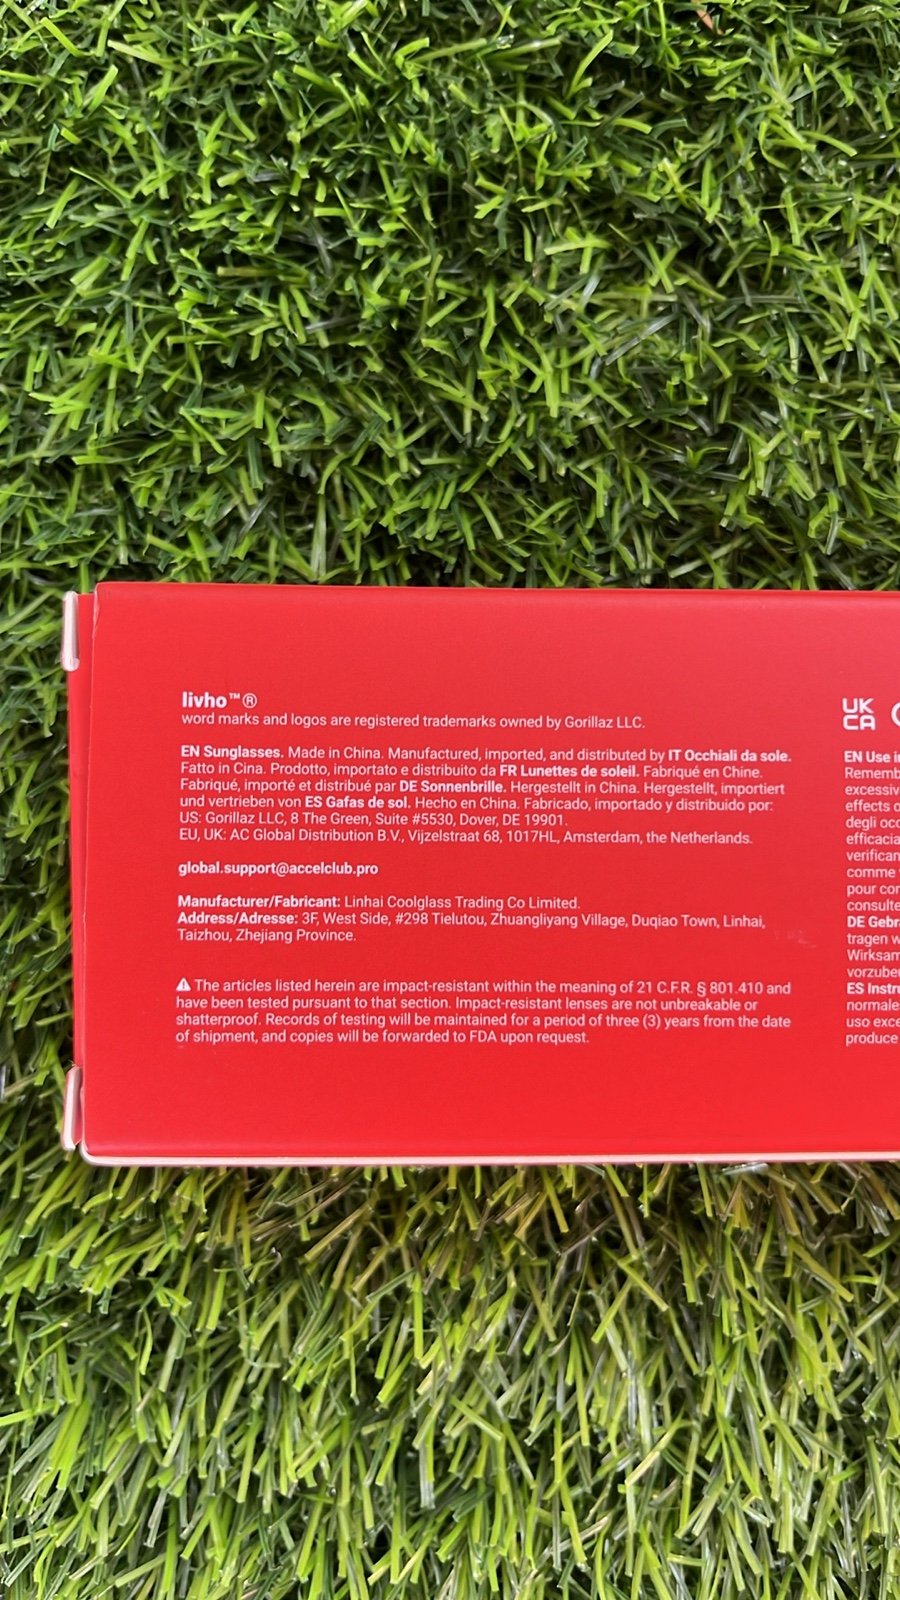 livho™®
word marks and logos are registered trademarks owned by Gorillaz LLC.
EN Sunglasses. Made in China. Manufactured, imported, and distributed by IT Occhiali da sole.
Fatto in Cina. Prodotto, importato e distribuito da FR Lunettes de soleil. Fabriqué en Chine.
Fabriqué, importé et distribué par DE Sonnenbrille. Hergestellt in China. Hergestellt, importiert
und vertrieben von ES Gafas de sol. Hecho en China. Fabricado, importado y distribuido por:
US: Gorillaz LLC, 8 The Green, Suite #5530, Dover, DE 19901.
EU, UK: AC Global Distribution B.V., Vijzelstraat 68, 1017HL, Amsterdam, the Netherlands.
global.support@accelclub.pro
Manufacturer/Fabricant: Linhai Coolglass Trading Co Limited.
Address/Adresse: 3F, West Side, #298 Tielutou, Zhuangliyang Village, Duqiao Town, Linhai,
Taizhou, Zhejiang Province.
⚠ The articles listed herein are impact-resistant within the meaning of 21 C.F.R. § 801.410 and
have been tested pursuant to that section. Impact-resistant lenses are not unbreakable or
shatterproof. Records of testing will be maintained for a period of three (3) years from the date
of shipment, and copies will be forwarded to FDA upon request.
UK
CA
EN Use
excessiv
effects
degli
efficacia
verifican
comme
pour
consulte
DE Gebr
tragen
Wirksam
vorzubeu
ES Instru
normale
uso
produce